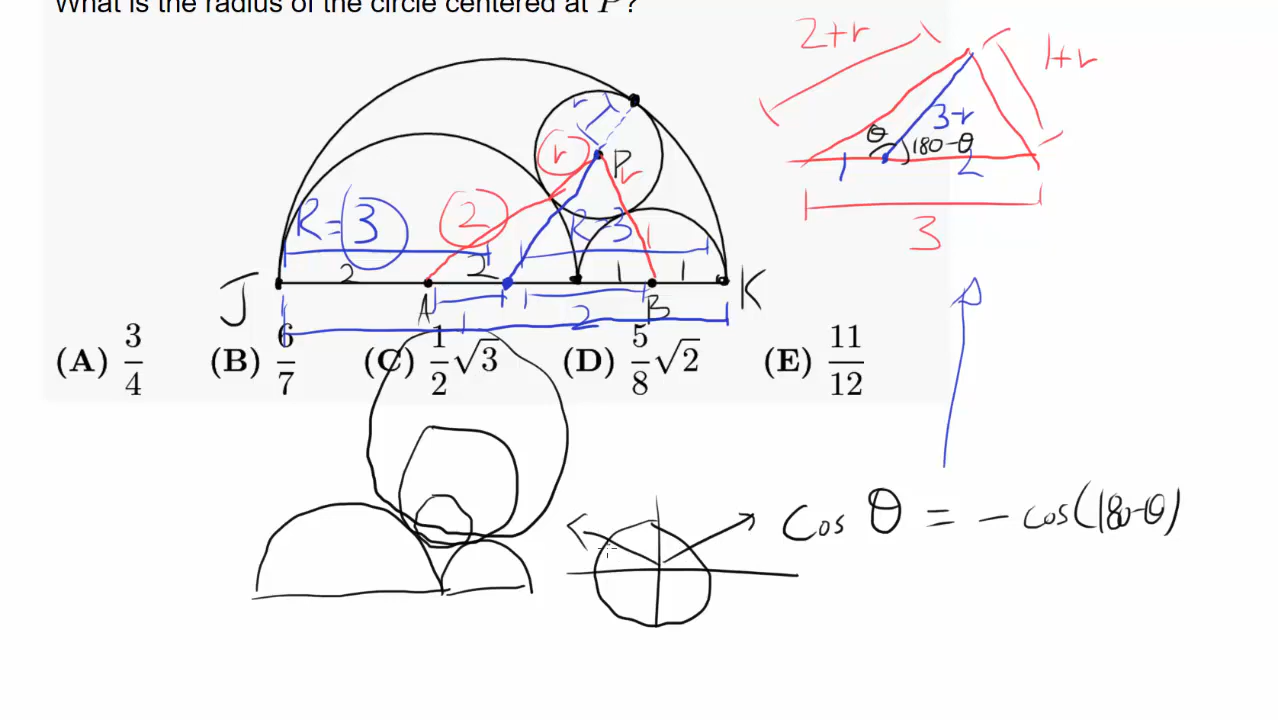 What is the radius of the circle centered at P?
2+r
1+r
3-r
θ
180-θ
1
2
3
r
r
P
r
R=3
2
R=3
1
2
2
1
1
J
A
B
K
1
2
(A) 3/4 (B) 6/7 (C) 1/2 √3 (D) 5/8 √2 (E) 11/12
cos θ = - cos(180-θ)